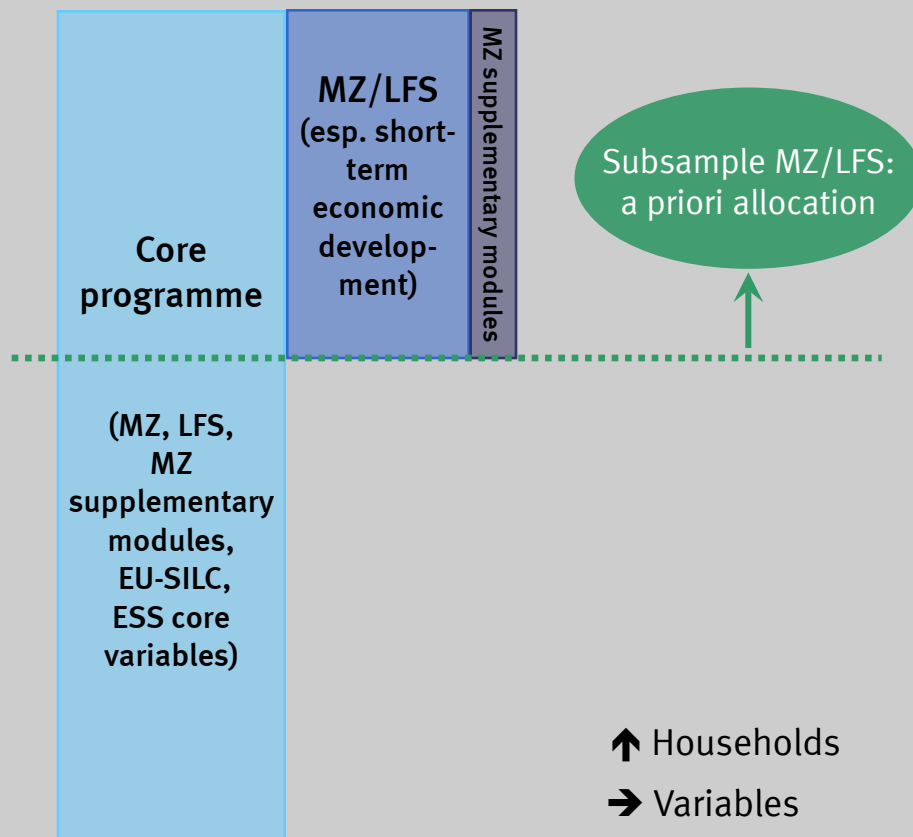 Core
programme
(MZ, LFS,
MZ
supplementary
modules,
EU-SILC,
ESS core
variables)
MZ/LFS
(esp. short-
term
economic
develop-
ment)
MZ supplementary modules
Subsample MZ/LFS:
a priori allocation
↑ Households
→ Variables